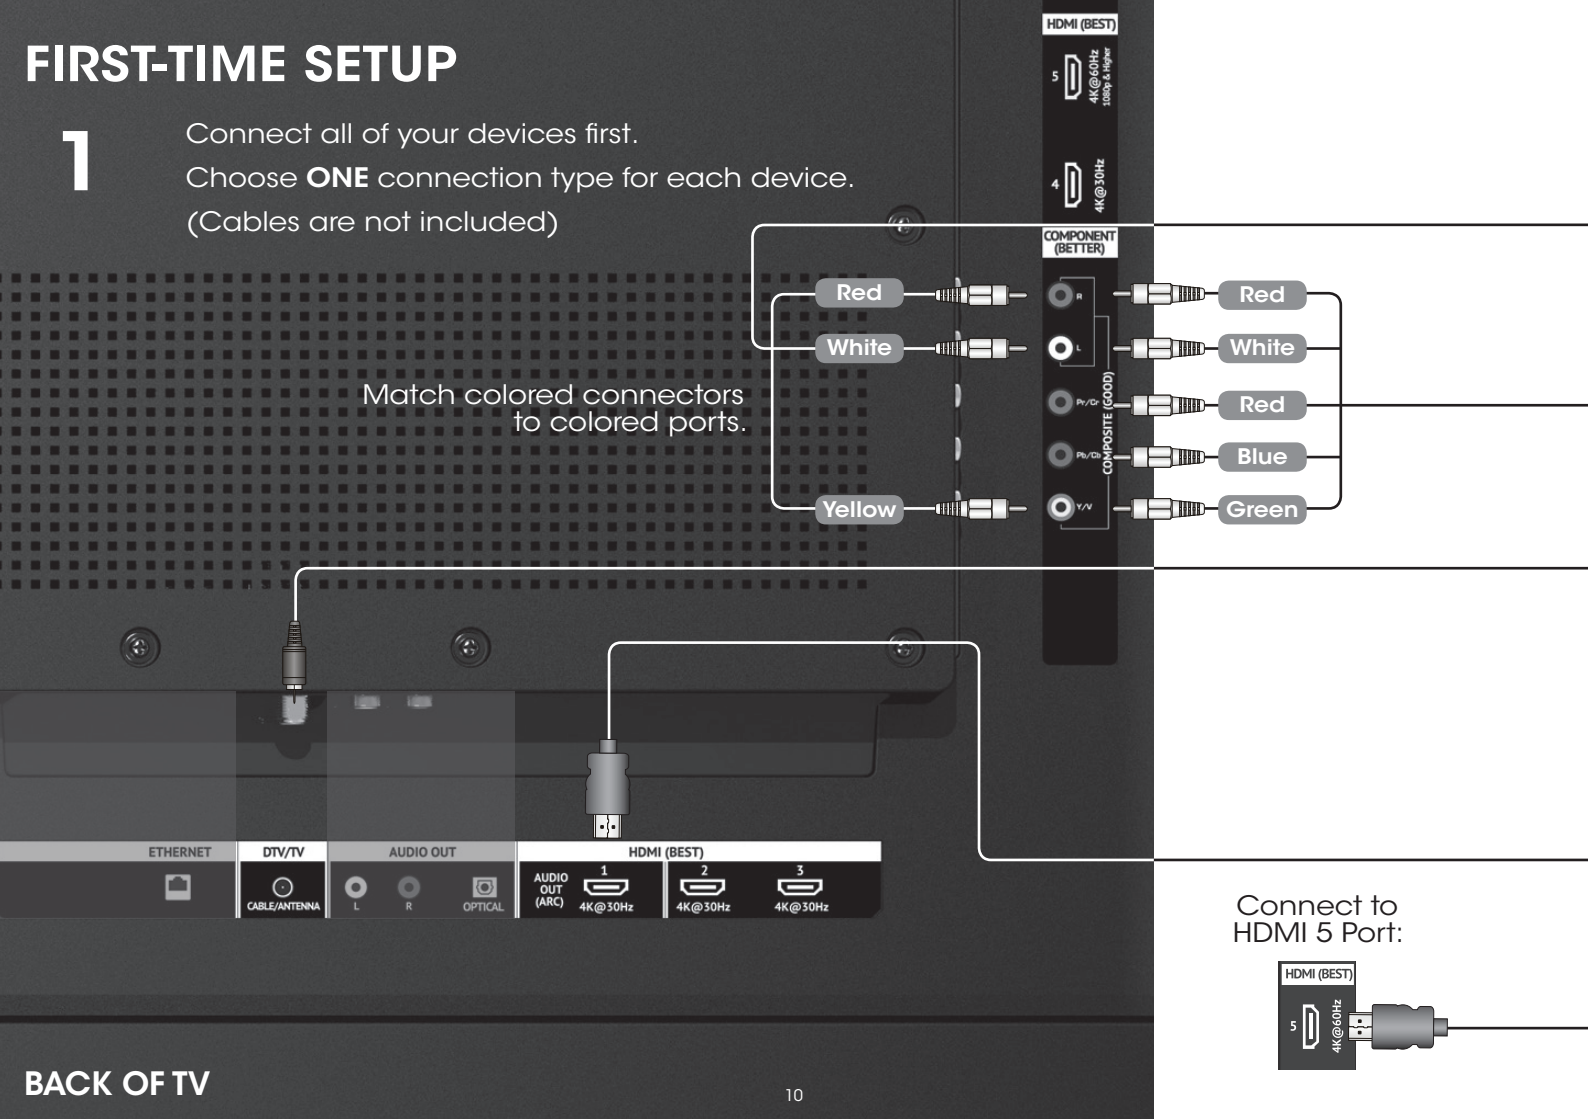 FIRST-TIME SETUP
1
Connect all of your devices first.
Choose ONE connection type for each device.
(Cables are not included)
HDMI (BEST)
5
4K@60Hz
1080p & Higher
4
4K@30Hz
COMPONENT
(BETTER)
Red
R
Red
White
L
White
Match colored connectors
to colored ports.
Pr/Cr
Red
COMPOSITE (GOOD)
Pb/Cb
Blue
Yellow
Y/V
Green
ETHERNET
DTV/TV
CABLE/ANTENNA
AUDIO OUT
L
R
OPTICAL
HDMI (BEST)
AUDIO
OUT
(ARC)
1
4K@30Hz
2
4K@30Hz
3
4K@30Hz
Connect to
HDMI 5 Port:
HDMI (BEST)
5
4K@60Hz
BACK OF TV
10